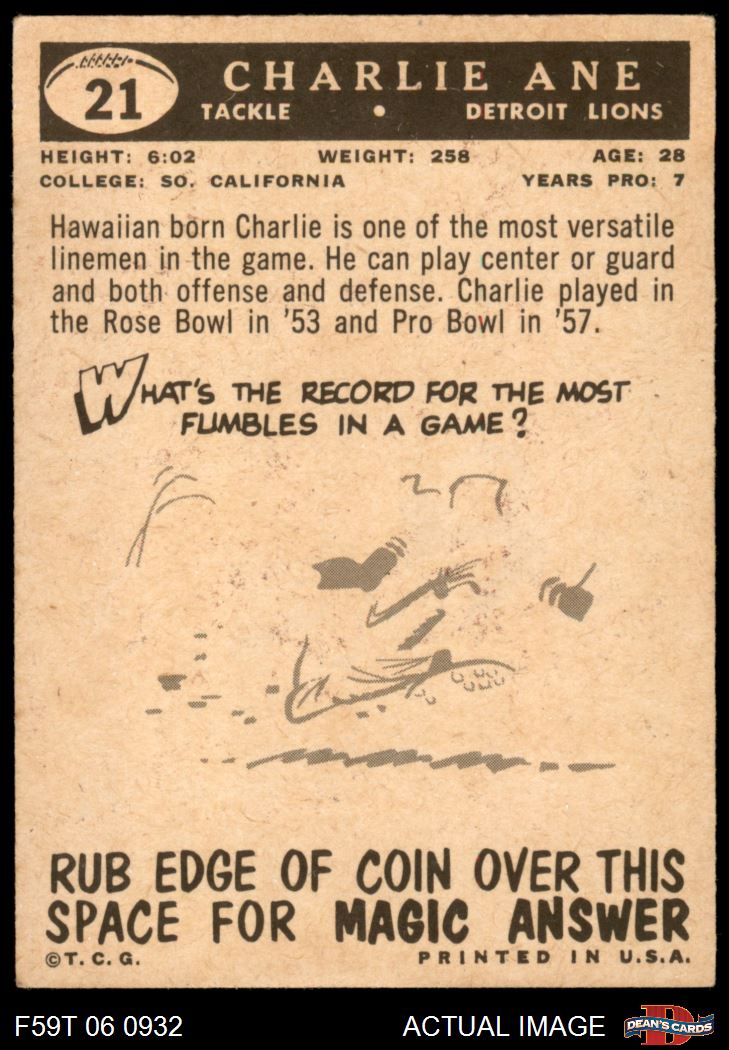 21
CHARLIE ANE
TACKLE • DETROIT LIONS
HEIGHT: 6:02 WEIGHT: 258 AGE: 28
COLLEGE: SO. CALIFORNIA YEARS PRO: 7
Hawaiian born Charlie is one of the most versatile
linemen in the game. He can play center or guard
and both offense and defense. Charlie played in
the Rose Bowl in '53 and Pro Bowl in '57.
WHAT'S THE RECORD FOR THE MOST
FUMBLES IN A GAME?
RUB EDGE OF COIN OVER THIS
SPACE FOR MAGIC ANSWER
©T.C.G. PRINTED IN U.S.A.
F59T 06 0932 ACTUAL IMAGE DEAN'S CARDS